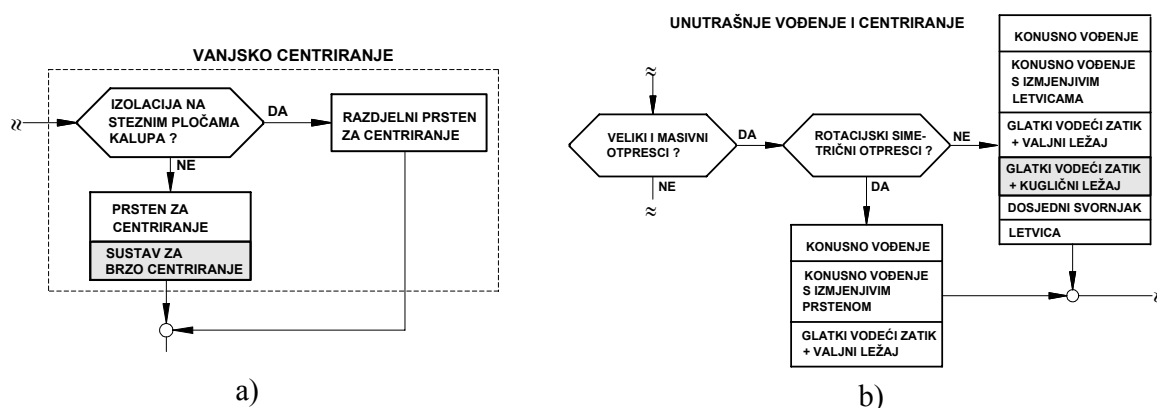 VANJSKO CENTRIRANJE
IZOLACIJA NA
STEZNIM PLOČAMA
KALUPA ?
DA
RAZDJELNI PRSTEN
ZA CENTRIRANJE
NE
PRSTEN ZA
CENTRIRANJE
SUSTAV ZA
BRZO CENTRIRANJE
a)
UNUTRAŠNJE VOĐENJE I CENTRIRANJE
VELIKI I MASIVNI
OTPRESCI ?
DA
NE
ROTACIJSKI SIME-
TRIČNI OTPRESCI ?
NE
DA
KONUSNO VOĐENJE
KONUSNO VOĐENJE
S IZMJENJIVIM
LETVICAMA
GLATKI VODEĆI ZATIK
+ VALJNI LEŽAJ
GLATKI VODEĆI ZATIK
+ KUGLIČNI LEŽAJ
DOSJEDNI SVORNJAK
LETVICA
KONUSNO VOĐENJE
KONUSNO VOĐENJE
S IZMJENJIVIM
PRSTENOM
GLATKI VODEĆI ZATIK
+ VALJNI LEŽAJ
b)